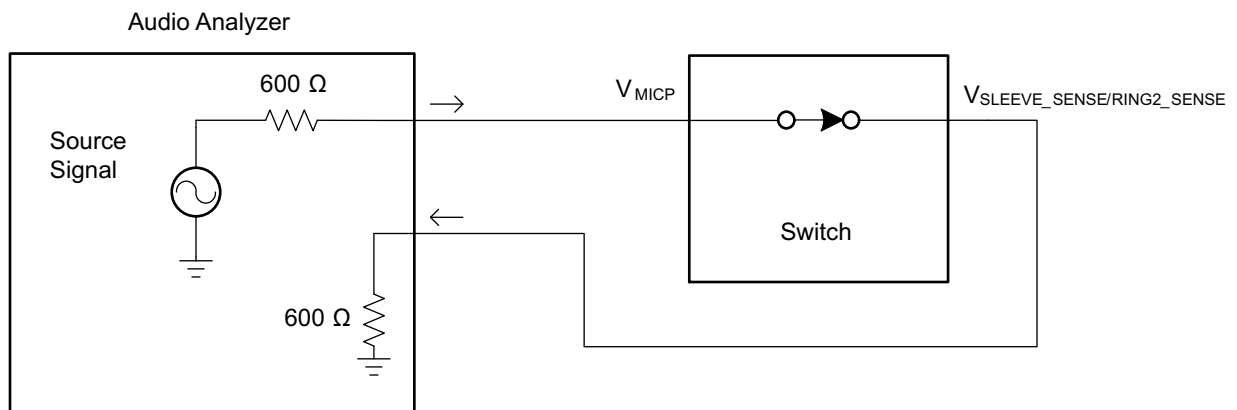 Audio Analyzer
600 Ω
Source
Signal
V MICP
V SLEEVE_SENSE/RING2_SENSE
Switch
600 Ω